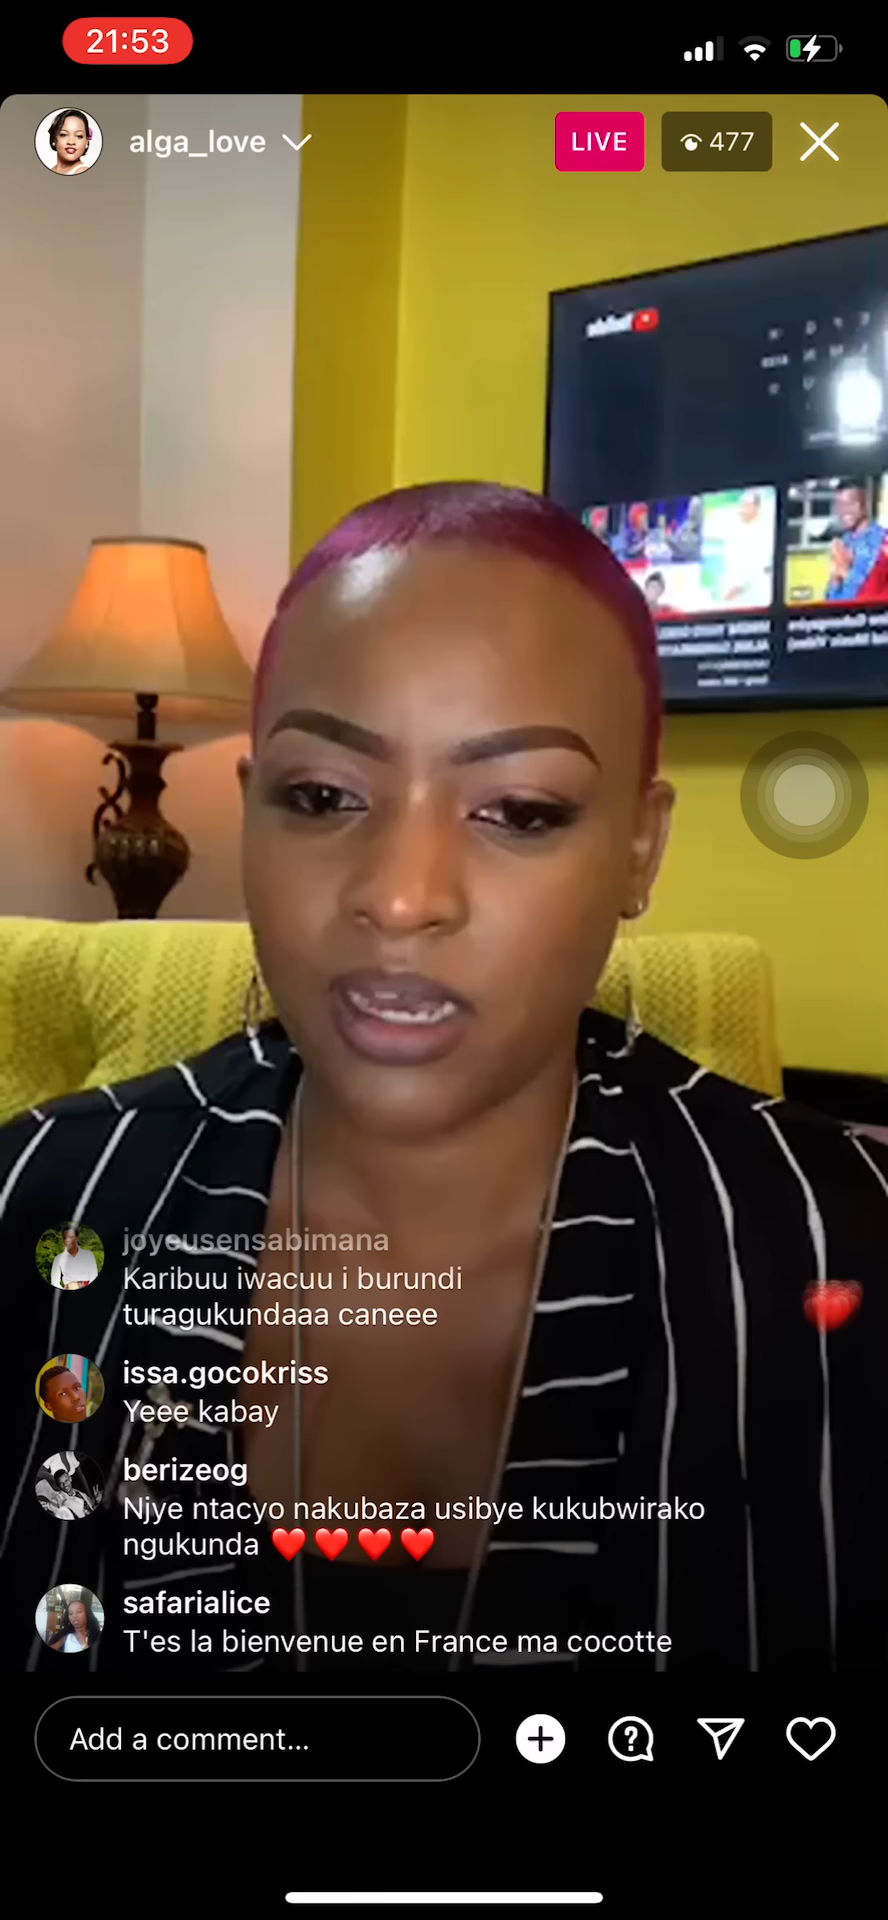 21:53
alga_love
LIVE
477
joyeusensabimana
Karibuu iwacuu i burundi
turagukundaaa caneee
issa.gocokriss
Yeee kabay
berizeog
Njye ntacyo nakubaza usibye kukubwirako
ngukunda ❤️❤️❤️❤️
safarialice
T'es la bienvenue en France ma cocotte
Add a comment...